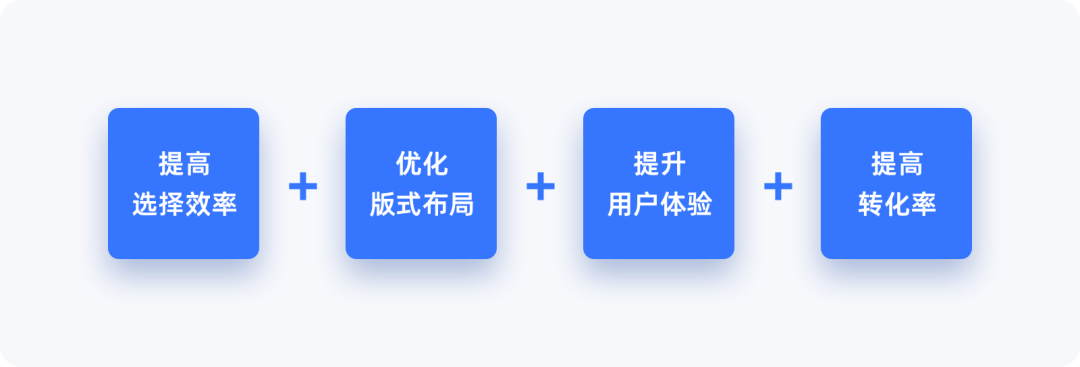 提高
选择效率
+
优化
版式布局
+
提升
用户体验
+
提高
转化率